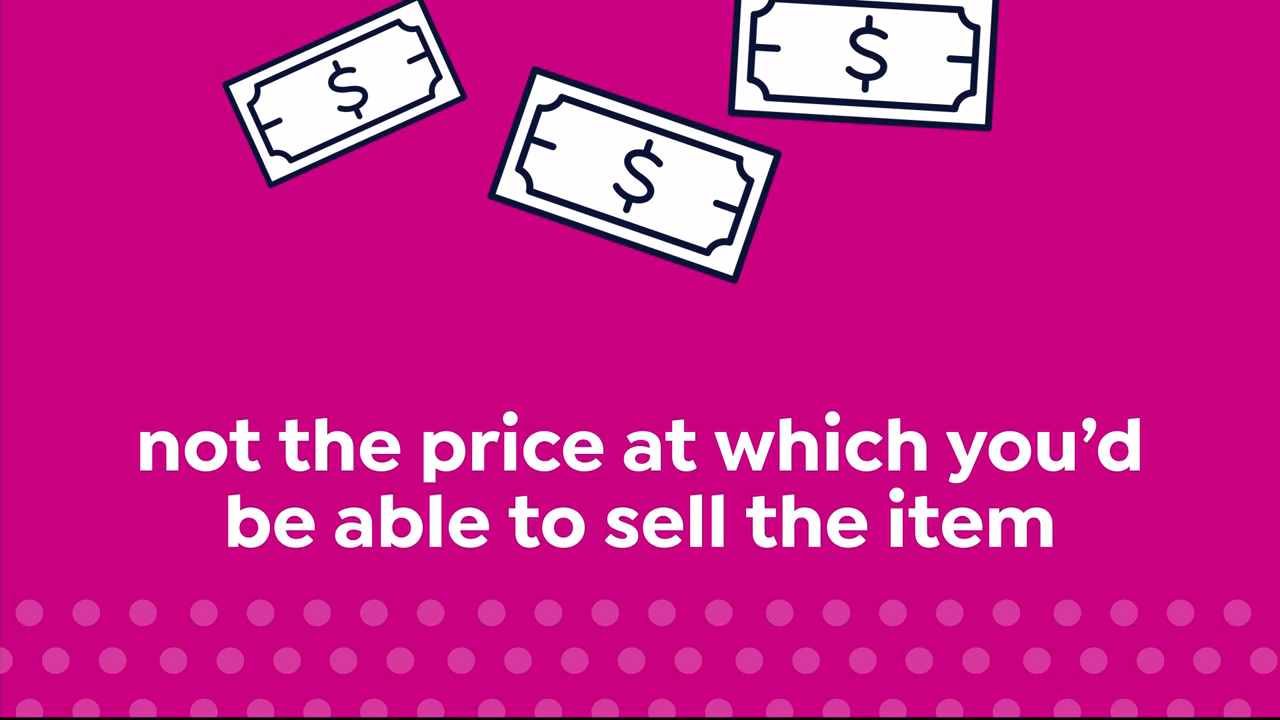 $
$
$
not the price at which you’d
be able to sell the item